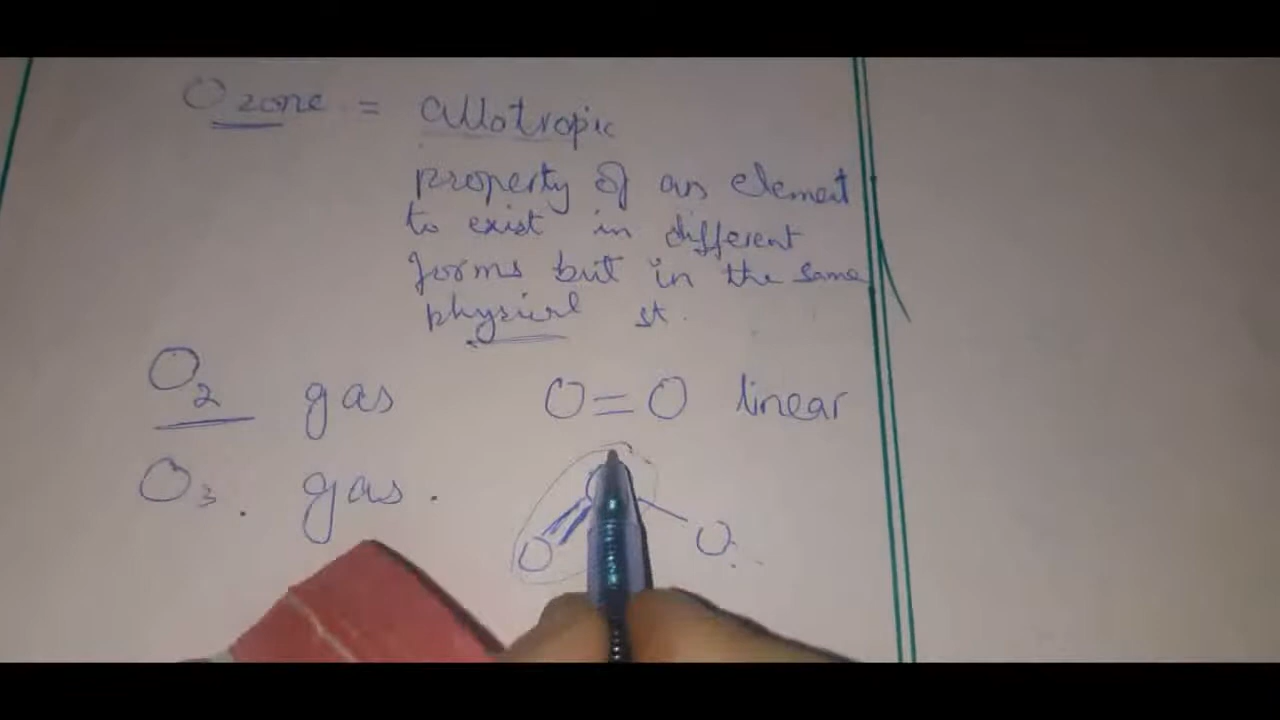 Ozone = allotropic
property of an element
to exist in different
forms but in the same
physical st.
O2 gas O=O linear
O3. gas.
O O